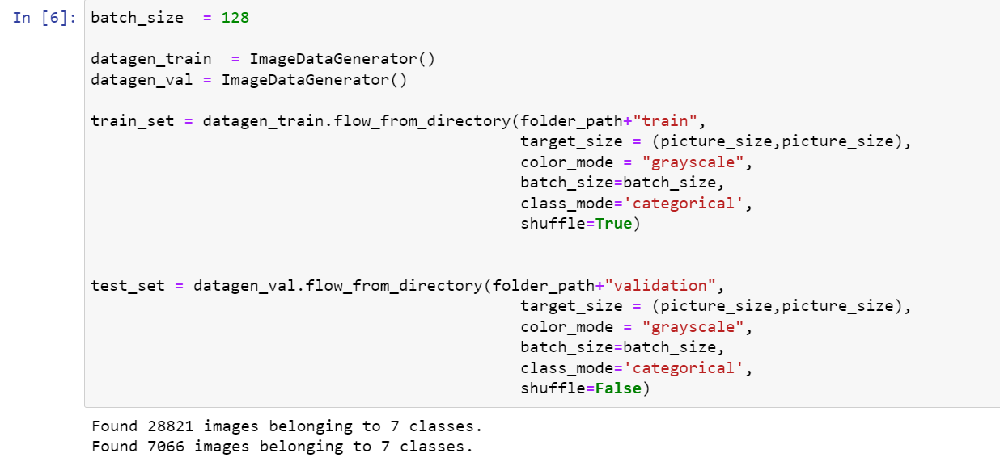 In [6]: batch_size  = 128
datagen_train  = ImageDataGenerator()
datagen_val = ImageDataGenerator()
train_set = datagen_train.flow_from_directory(folder_path+"train",
target_size = (picture_size,picture_size),
color_mode = "grayscale",
batch_size=batch_size,
class_mode='categorical',
shuffle=True)
test_set = datagen_val.flow_from_directory(folder_path+"validation",
target_size = (picture_size,picture_size),
color_mode = "grayscale",
batch_size=batch_size,
class_mode='categorical',
shuffle=False)
Found 28821 images belonging to 7 classes.
Found 7066 images belonging to 7 classes.